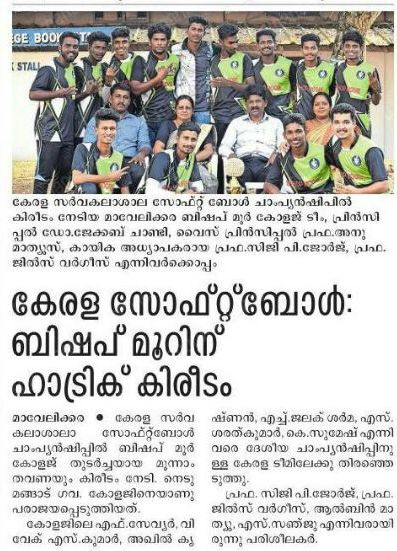 EGE BOOK
STALL
കേരള സർവകലാശാല സോഫ്റ്റ് ബോൾ ചാംപ്യൻഷിപിൽ
കിരീടം നേടിയ മാവേലിക്കര ബിഷപ് മൂർ കോളജ് ടീം, പ്രിൻസി
പ്പൽ ഡോ.ജേക്കബ് ചാണ്ടി, വൈസ് പ്രിൻസിപ്പൽ പ്രഫ.അനു
മാത്യൂസ്, കായിക അധ്യാപകരായ പ്രഫ.സിജി പി.ജോർജ്, പ്രഫ.
ജിൽസ് വർഗീസ് എന്നിവർക്കൊപ്പം
കേരള സോഫ്റ്റ്ബോൾ:
ബിഷപ് മൂറിന്
ഹാട്രിക് കിരീടം
മാവേലിക്കര ● കേരള സർവ
കലാശാലാ സോഫ്റ്റ്ബോൾ
ചാംപ്യൻഷിപ്പിൽ ബിഷപ് മൂർ
കോളജ് തുടർച്ചയായ മൂന്നാം
തവണയും കിരീടം നേടി. നെടു
മങ്ങാട് ഗവ. കോളജിനെയാണു
പരാജയപ്പെടുത്തിയത്.
കോളജിലെ എഫ്.സേവ്യർ, വി
വേക് എസ്.കുമാർ, അഖിൽ കൃ
ഷ്ണൻ, എച്ച്.ജലക് ശർമ, എസ്.
ശരത്കുമാർ, കെ.സുമേഷ് എന്നി
വരെ ദേശീയ ചാംപ്യൻഷിപ്പിനു
ള്ള കേരള ടീമിലേക്കു തിരഞ്ഞെ
ടുത്തു.
പ്രഫ. സിജി പി.ജോർജ്, പ്രഫ.
ജിൽസ് വർഗീസ്, ആൽബിൻ മാ
ത്യു, എസ്.സഞ്ജു എന്നിവരായി
രുന്നു പരിശീലകർ.